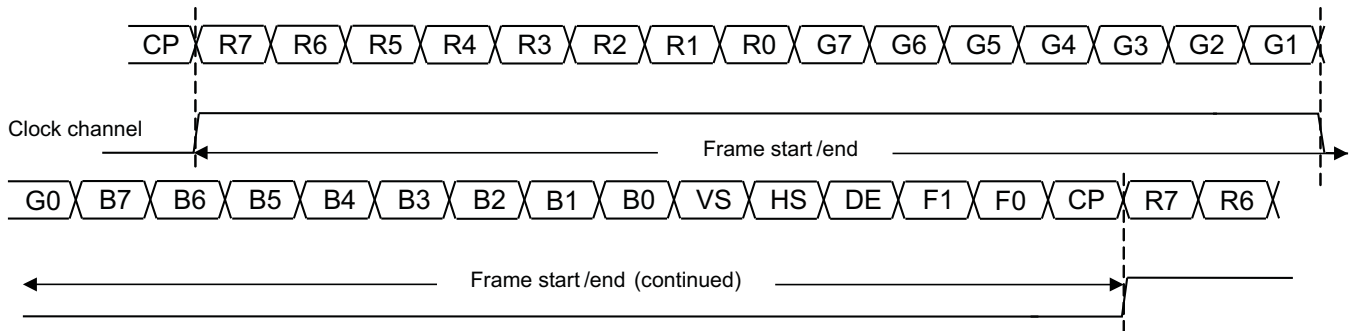 CP R7 R6 R5 R4 R3 R2 R1 R0 G7 G6 G5 G4 G3 G2 G1
Clock channel
Frame start/end
G0 B7 B6 B5 B4 B3 B2 B1 B0 VS HS DE F1 F0 CP R7 R6
Frame start/end (continued)